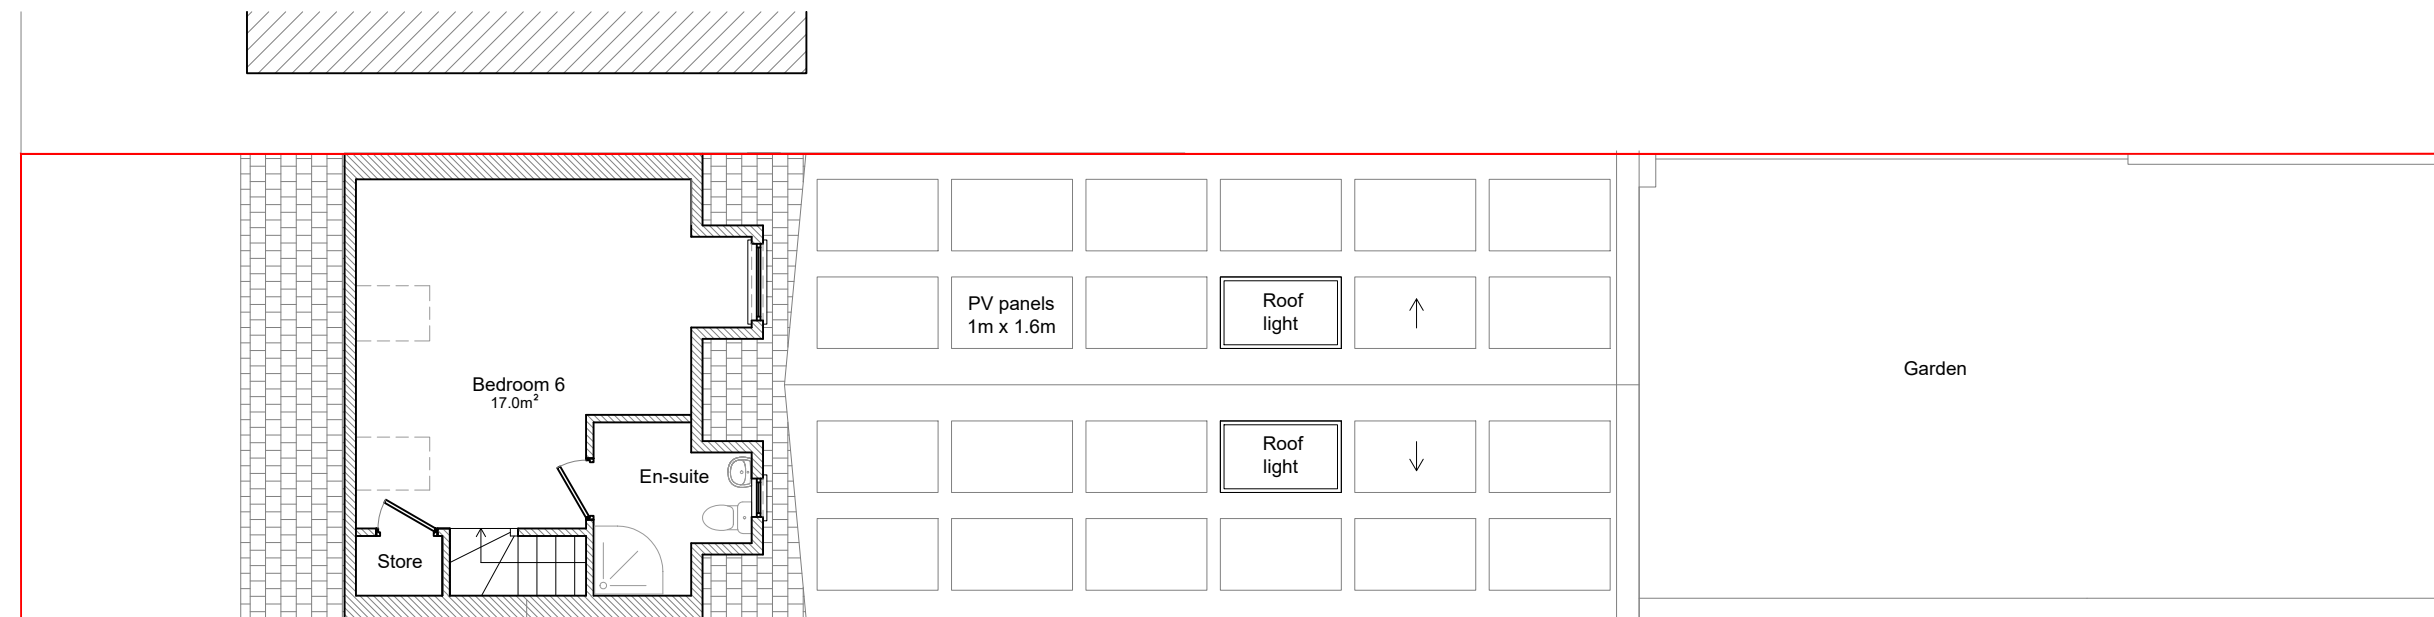 PV panels
1m x 1.6m
Roof
light
Garden
Bedroom 6
17.0m²
Roof
light
En-suite
Store